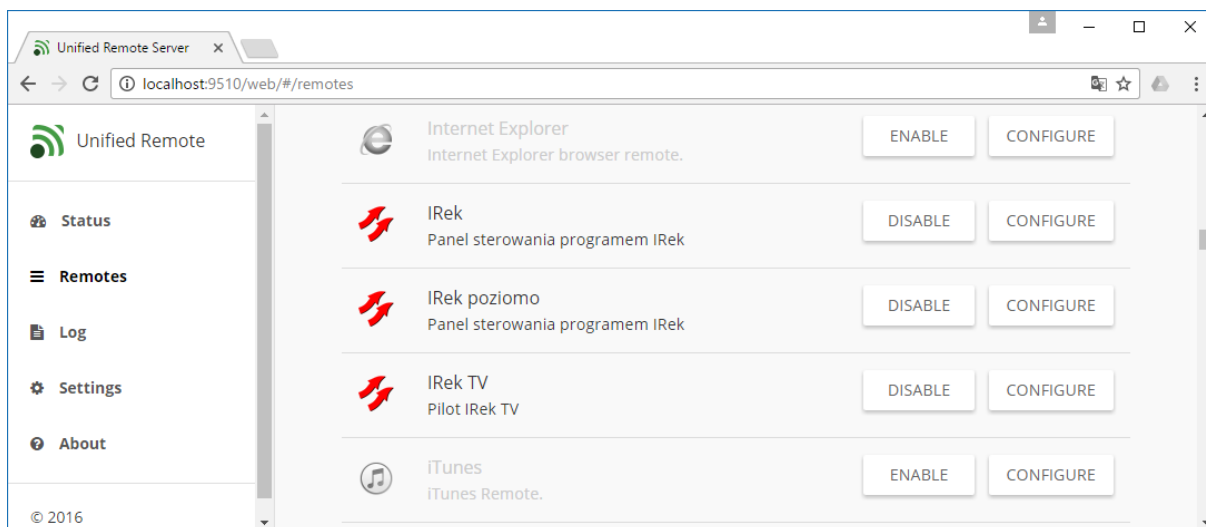 Unified Remote Server
localhost:9510/web/#/remotes
Unified Remote
Status
Remotes
Log
Settings
About
© 2016
Internet Explorer
Internet Explorer browser remote.
ENABLE CONFIGURE
IRek
Panel sterowania programem IRek
DISABLE CONFIGURE
IRek poziomo
Panel sterowania programem IRek
DISABLE CONFIGURE
IRek TV
Pilot IRek TV
DISABLE CONFIGURE
iTunes
iTunes Remote.
ENABLE CONFIGURE